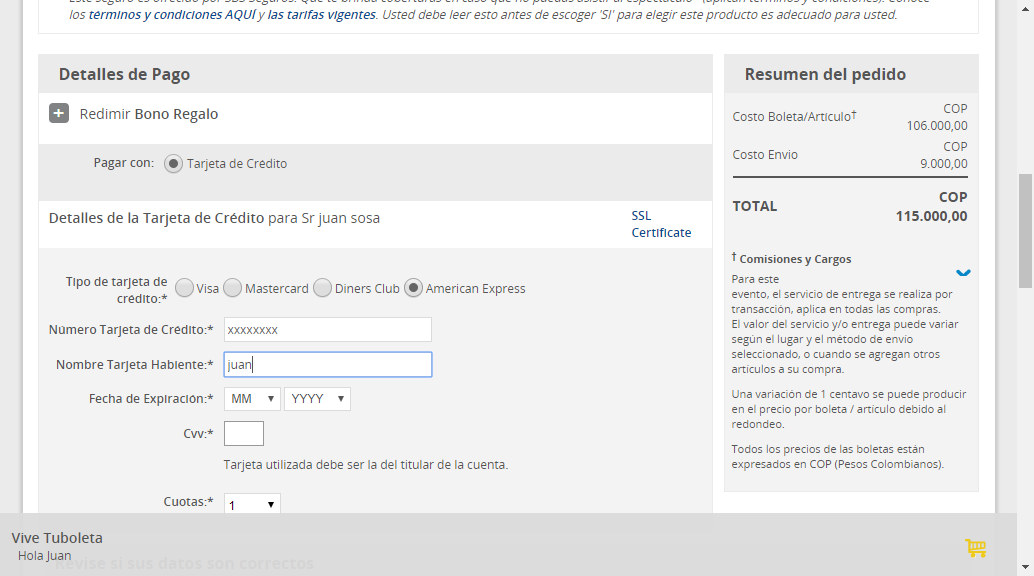 los términos y condiciones AQUÍ y las tarifas vigentes. Usted debe leer esto antes de escoger 'SI' para elegir este producto es adecuado para usted.
Detalles de Pago
Redimir Bono Regalo
Pagar con: Tarjeta de Crédito
Detalles de la Tarjeta de Crédito para Sr juan sosa
SSL
Certificate
Tipo de tarjeta de
crédito:* Visa Mastercard Diners Club American Express
Número Tarjeta de Crédito:* xxxxxxxx
Nombre Tarjeta Habiente:* juan
Fecha de Expiración:* MM YYYY
Cvv:*
Tarjeta utilizada debe ser la del titular de la cuenta.
Cuotas:* 1
Resumen del pedido
Costo Boleta/Artículo† COP
106.000,00
Costo Envio COP
9.000,00
TOTAL COP
115.000,00
† Comisiones y Cargos
Para este
evento, el servicio de entrega se realiza por
transacción, aplica en todas las compras.
El valor del servicio y/o entrega puede variar
según el lugar y el método de envío
seleccionado, o cuando se agregan otros
artículos a su compra.
Una variación de 1 centavo se puede producir
en el precio por boleta / artículo debido al
redondeo.
Todos los precios de las boletas están
expresados en COP (Pesos Colombianos).
Vive Tuboleta
Hola Juan
Revise si sus datos son correctos